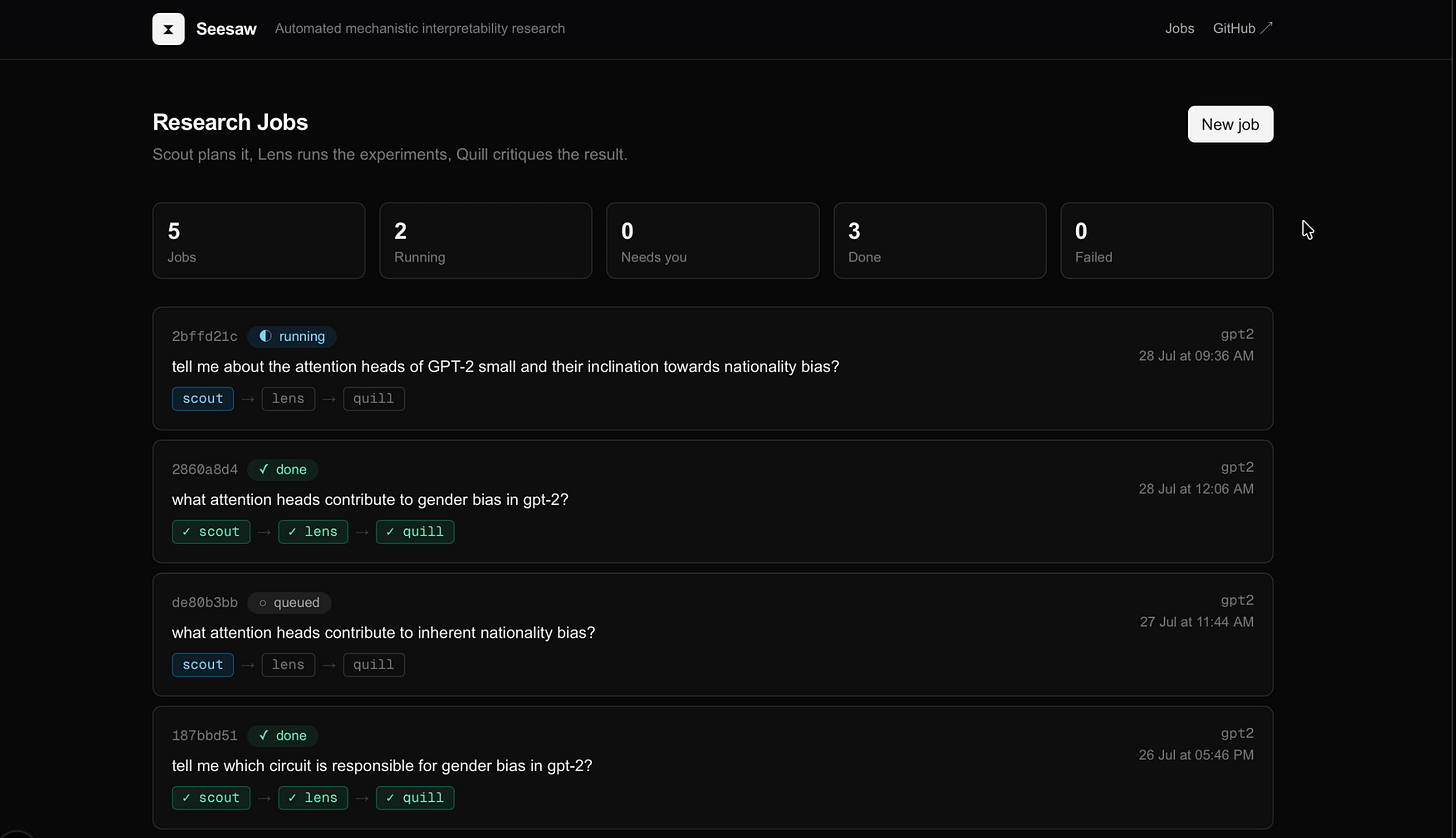 Seesaw Automated mechanistic interpretability research Jobs GitHub ↗
Research Jobs
New job
Scout plans it, Lens runs the experiments, Quill critiques the result.
5 2 0 3 0
Jobs Running Needs you Done Failed
2bffd21c ◐ running gpt2
28 Jul at 09:36 AM
tell me about the attention heads of GPT-2 small and their inclination towards nationality bias?
scout → lens → quill
2860a8d4 ✓ done gpt2
28 Jul at 12:06 AM
what attention heads contribute to gender bias in gpt-2?
✓ scout → ✓ lens → ✓ quill
de80b3bb ○ queued gpt2
27 Jul at 11:44 AM
what attention heads contribute to inherent nationality bias?
scout → lens → quill
187bbd51 ✓ done gpt2
26 Jul at 05:46 PM
tell me which circuit is responsible for gender bias in gpt-2?
✓ scout → ✓ lens → ✓ quill